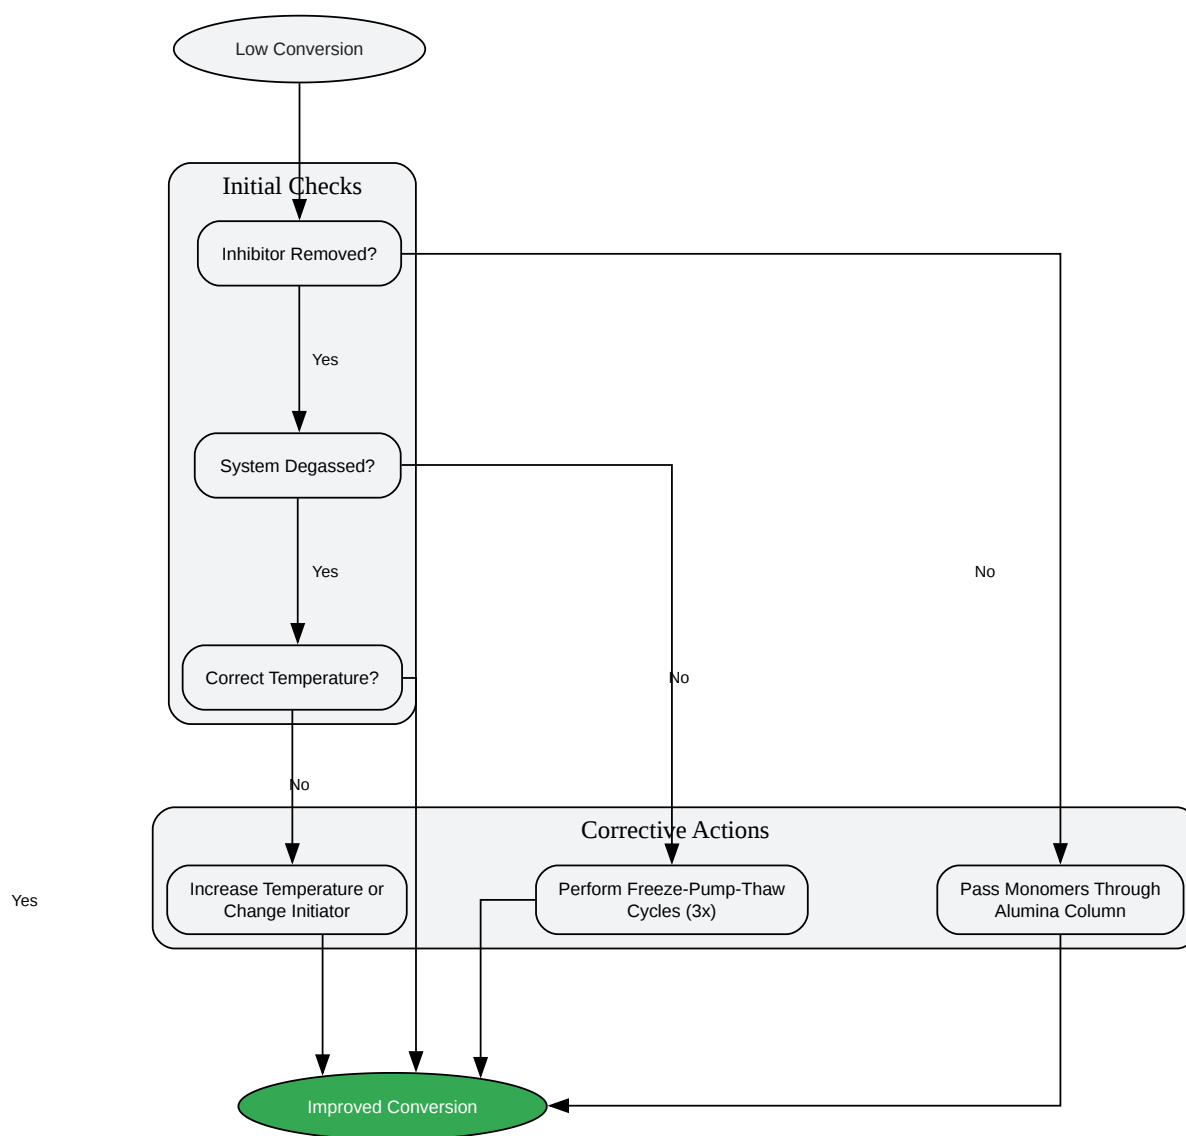 Low Conversion
Initial Checks
Inhibitor Removed?
Yes
System Degassed?
Yes
No
Correct Temperature?
No
No
Corrective Actions
Increase Temperature or
Change Initiator
Perform Freeze-Pump-Thaw
Cycles (3x)
Pass Monomers Through
Alumina Column
Yes
Improved Conversion